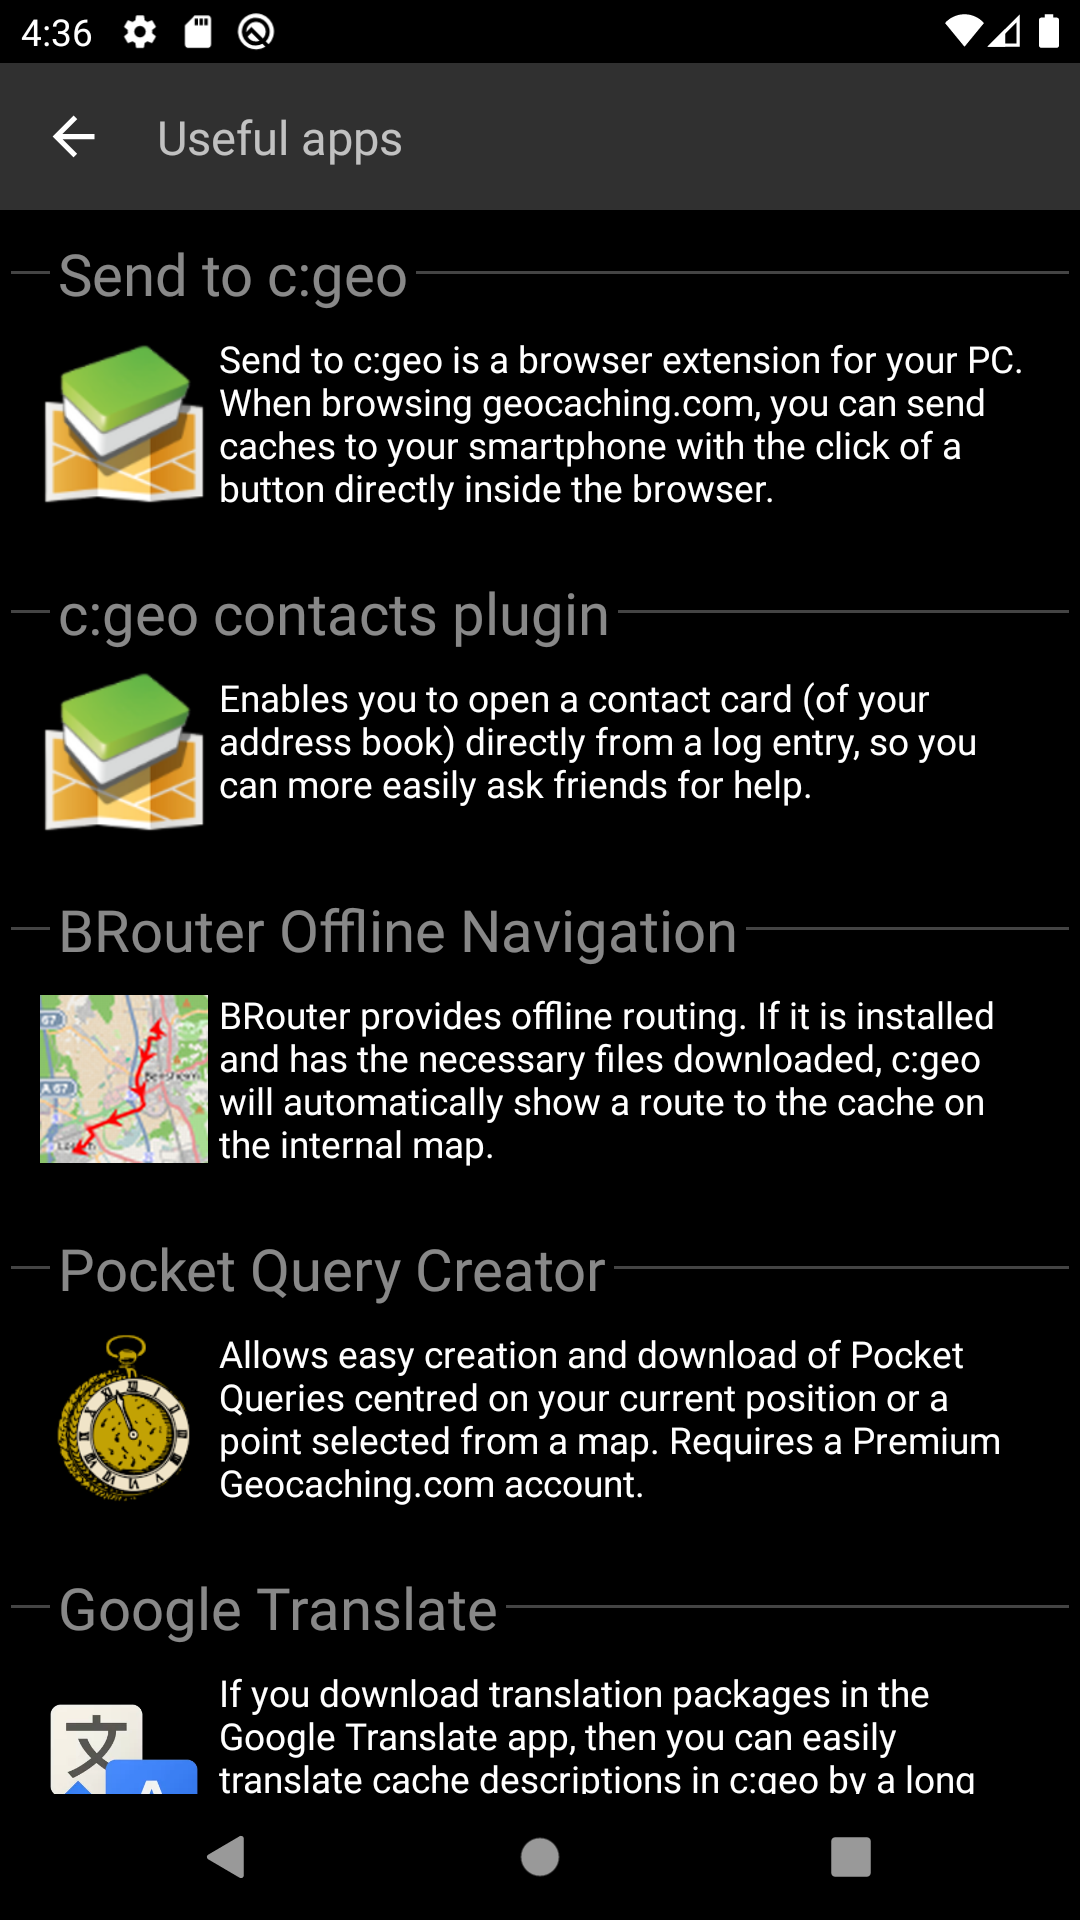 4:36
Useful apps
Send to c:geo
Send to c:geo is a browser extension for your PC.
When browsing geocaching.com, you can send
caches to your smartphone with the click of a
button directly inside the browser.
c:geo contacts plugin
Enables you to open a contact card (of your
address book) directly from a log entry, so you
can more easily ask friends for help.
BRouter Offline Navigation
67
A 67
BRouter provides offline routing. If it is installed
and has the necessary files downloaded, c:geo
will automatically show a route to the cache on
the internal map.
Pocket Query Creator
Allows easy creation and download of Pocket
Queries centred on your current position or a
point selected from a map. Requires a Premium
Geocaching.com account.
Google Translate
文
A
If you download translation packages in the
Google Translate app, then you can easily
translate cache descriptions in c:geo by a long